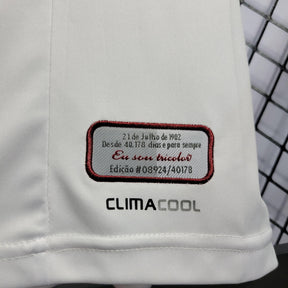 21 de Julho de 1902
Desde 40.178 dias e para sempre
Eu sou tricolor
Edição #08924/40178
CLIMACOOL